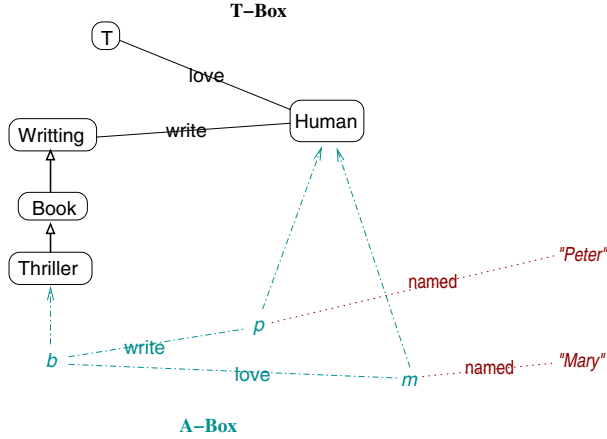 T-Box
T
love
Human
Writting
write
Book
Thriller
"Peter"
named
p
write
b
love
m
named
"Mary"
A-Box